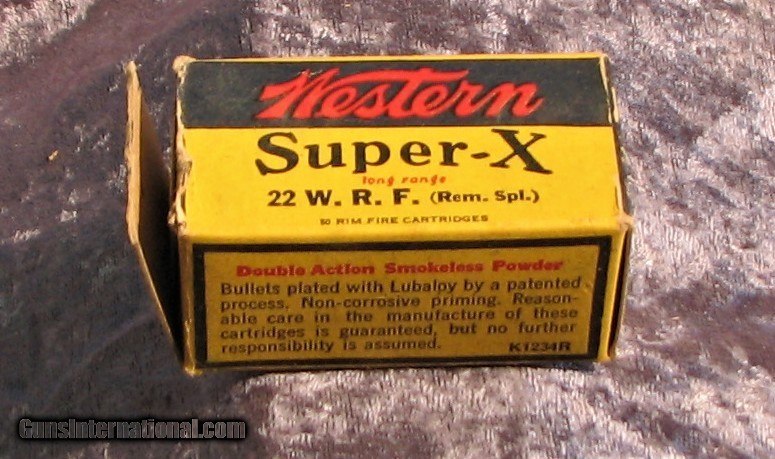 Western
Super-X
long range
22 W. R. F. (Rem. Spl.)
50 RIM FIRE CARTRIDGES
Double Action Smokeless Powder
Bullets plated with Lubaloy by a patented
process. Non-corrosive priming. Reason-
able care in the manufacture of these
cartridges is guaranteed, but no further
responsibility is assumed. K1234R
GunsInternational.com